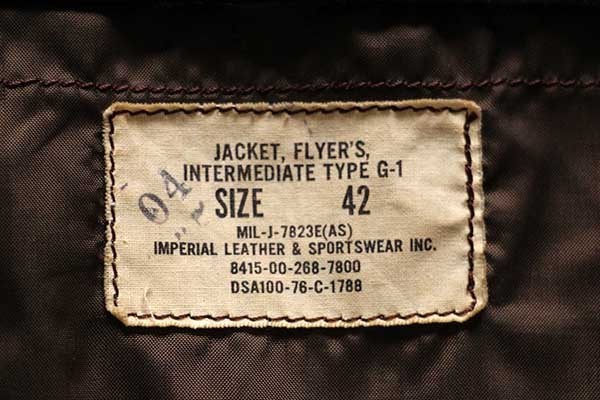 JACKET, FLYER'S,
INTERMEDIATE TYPE G-1
04
SIZE 42
MIL-J-7823E(AS)
IMPERIAL LEATHER & SPORTSWEAR INC.
8415-00-268-7800
DSA100-76-C-1788